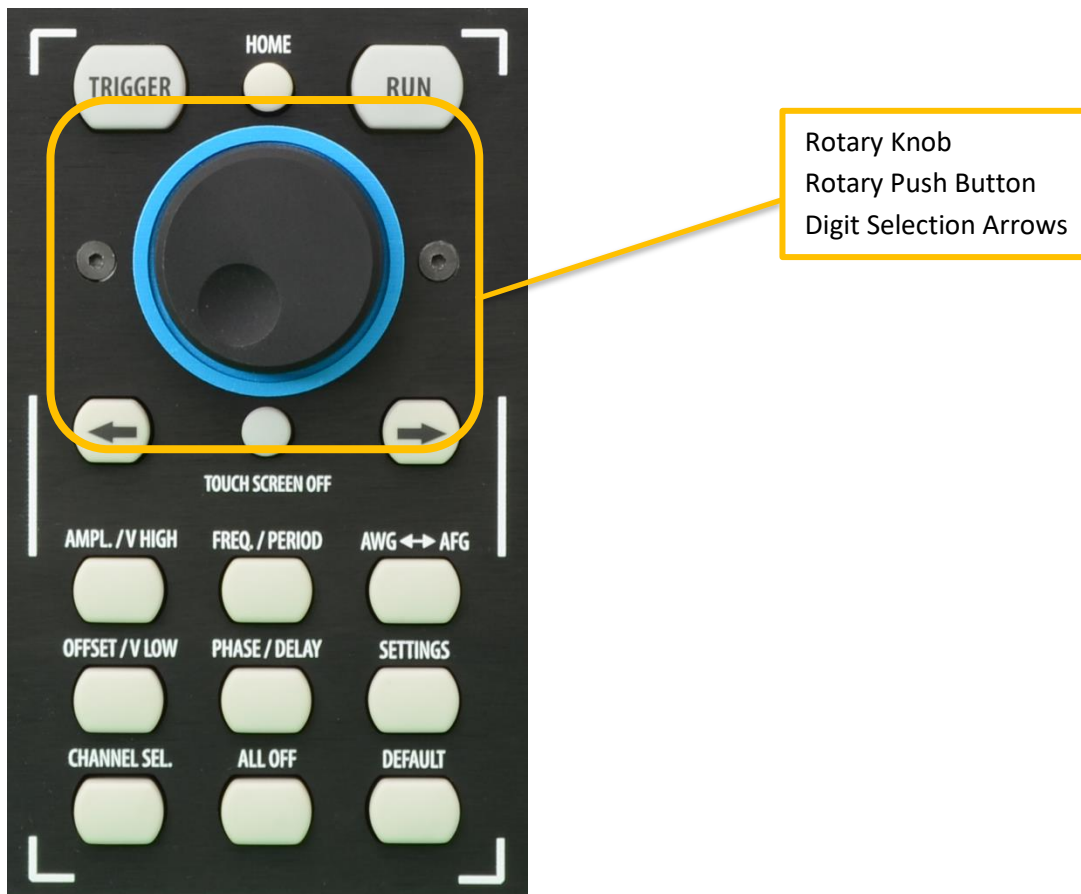 HOME
TRIGGER
RUN
Rotary Knob
Rotary Push Button
Digit Selection Arrows
TOUCH SCREEN OFF
AMPL. / V HIGH
FREQ. / PERIOD
AWG ↔ AFG
OFFSET / V LOW
PHASE / DELAY
SETTINGS
CHANNEL SEL.
ALL OFF
DEFAULT